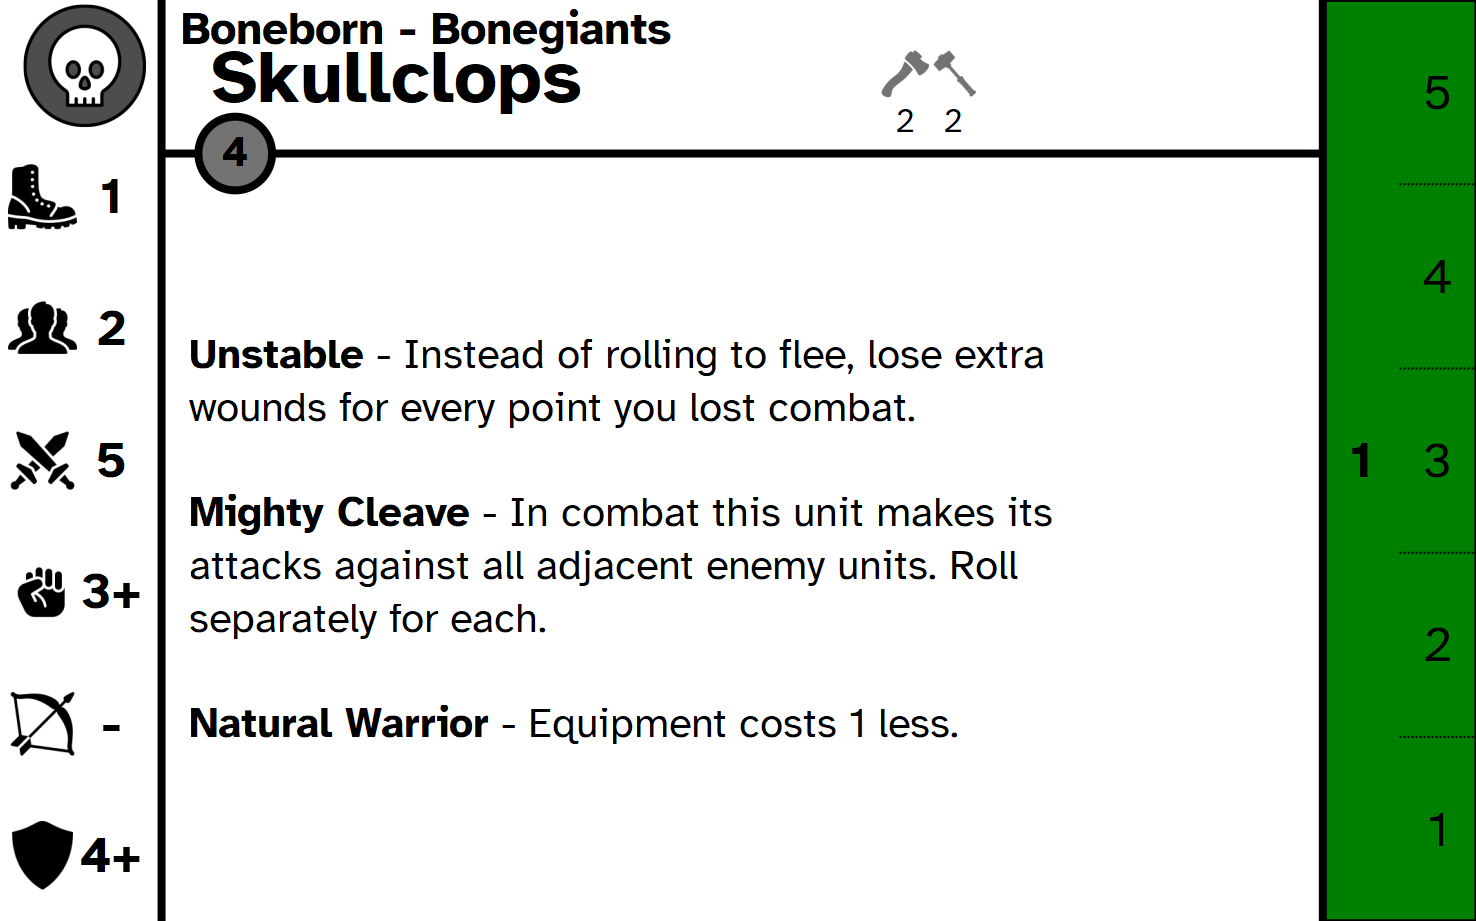 Boneborn - Bonegiants
Skullclops
2 2
4
1
2
5
3+
-
4+
Unstable - Instead of rolling to flee, lose extra
wounds for every point you lost combat.
Mighty Cleave - In combat this unit makes its
attacks against all adjacent enemy units. Roll
separately for each.
Natural Warrior - Equipment costs 1 less.
5
4
1 3
2
1